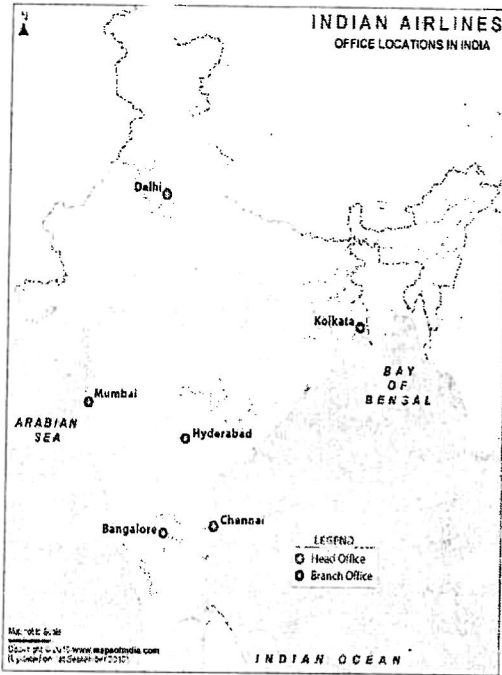 N
INDIAN AIRLINES
OFFICE LOCATIONS IN INDIA
Delhi
Kolkata
BAY
OF
BENGAL
Mumbai
ARABIAN
SEA
Hyderabad
Bangalore
Chennai
LEGEND
Head Office
Branch Office
www.mapsofindia.com
INDIAN OCEAN